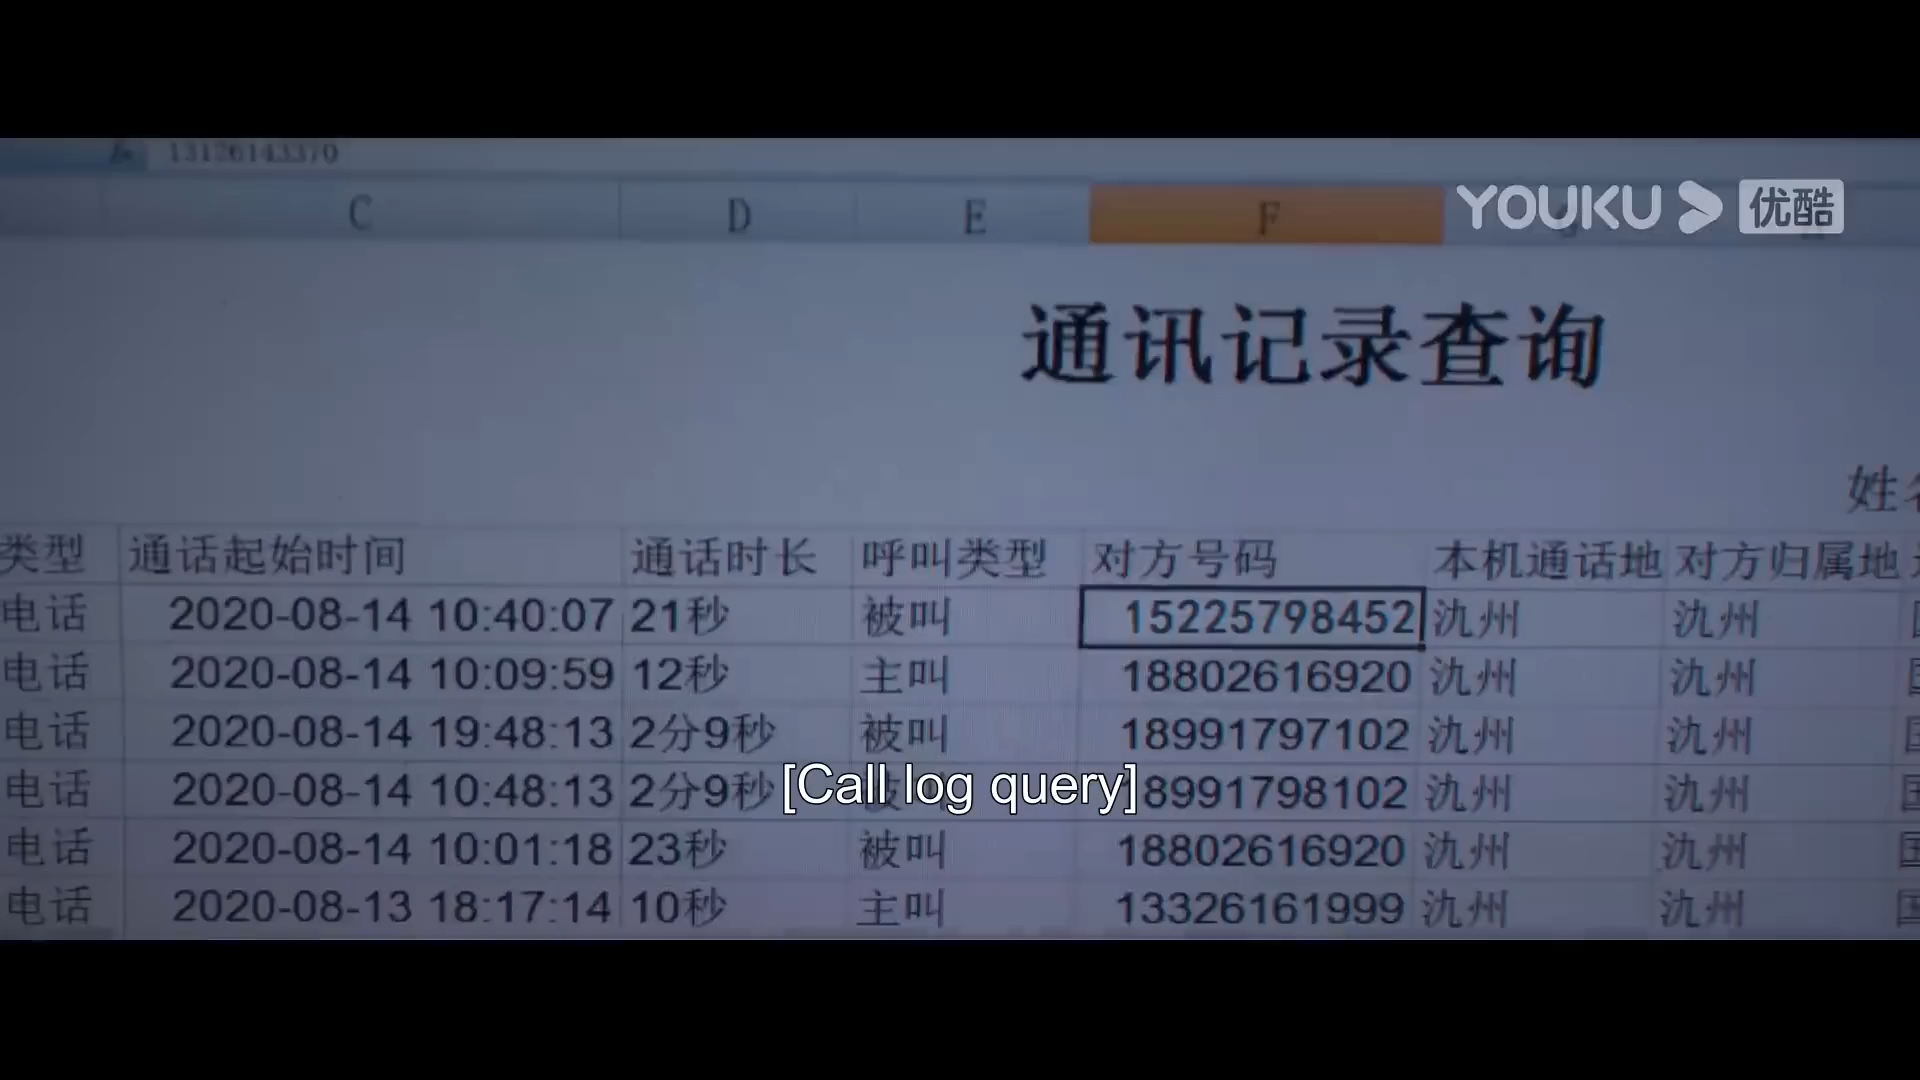 13126143370
C D E F
YOUKU 优酷
通讯记录查询
姓
类型 通话起始时间 通话时长 呼叫类型 对方号码 本机通话地 对方归属地
电话 2020-08-14 10:40:07 21秒 被叫 15225798452 氿州 氿州
电话 2020-08-14 10:09:59 12秒 主叫 18802616920 氿州 氿州
电话 2020-08-14 19:48:13 2分9秒 被叫 18991797102 氿州 氿州
电话 2020-08-14 10:48:13 2分9秒 8991798102 氿州 氿州
[Call log query]
电话 2020-08-14 10:01:18 23秒 被叫 18802616920 氿州 氿州
电话 2020-08-13 18:17:14 10秒 主叫 13326161999 氿州 氿州